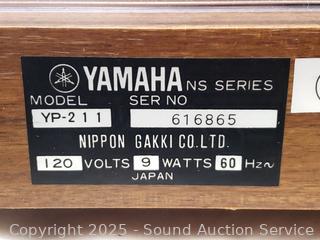 YAMAHA NS SERIES
MODEL SER NO
YP-211 616865
NIPPON GAKKI CO.LTD.
120 VOLTS 9 WATTS 60 Hz~
JAPAN
Copyright 2025 - Sound Auction Service